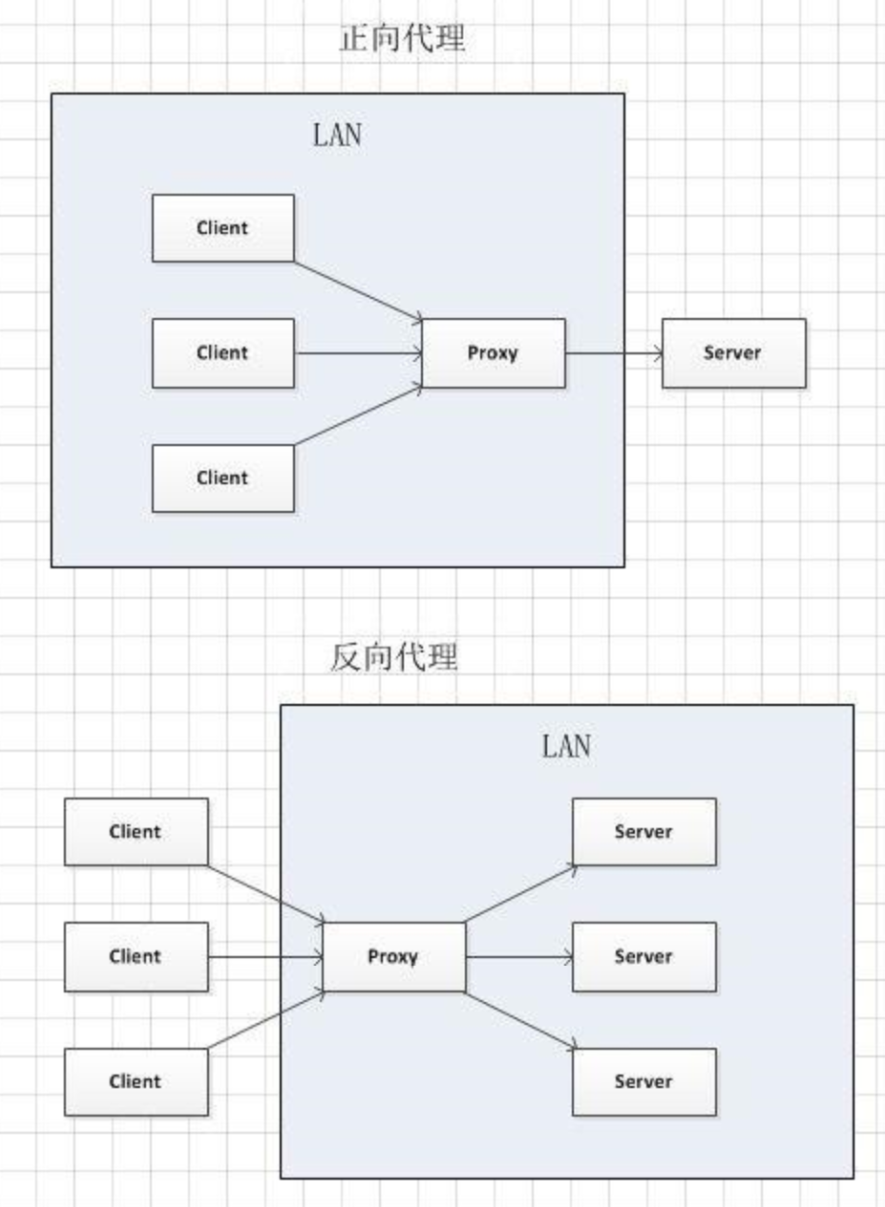 正向代理
LAN
Client
Client
Proxy
Server
Client
反向代理
LAN
Client
Server
Client
Proxy
Server
Client
Server